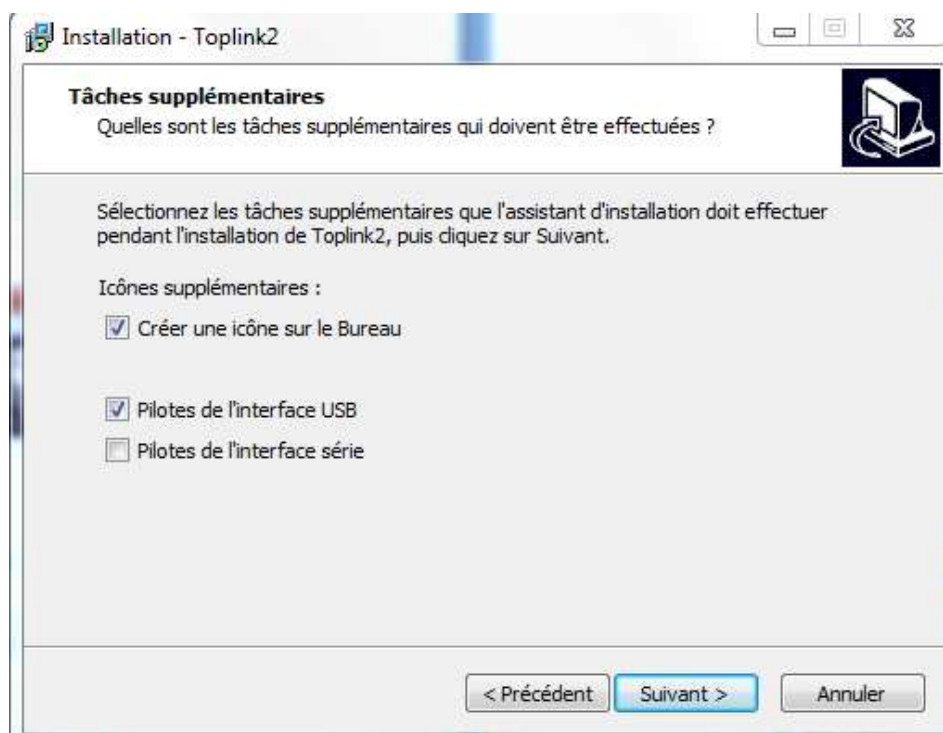 Installation - Toplink2
Tâches supplémentaires
Quelles sont les tâches supplémentaires qui doivent être effectuées ?
Sélectionnez les tâches supplémentaires que l'assistant d'installation doit effectuer
pendant l'installation de Toplink2, puis cliquez sur Suivant.
Icônes supplémentaires :
Créer une icône sur le Bureau
Pilotes de l'interface USB
Pilotes de l'interface série
< Précédent
Suivant >
Annuler